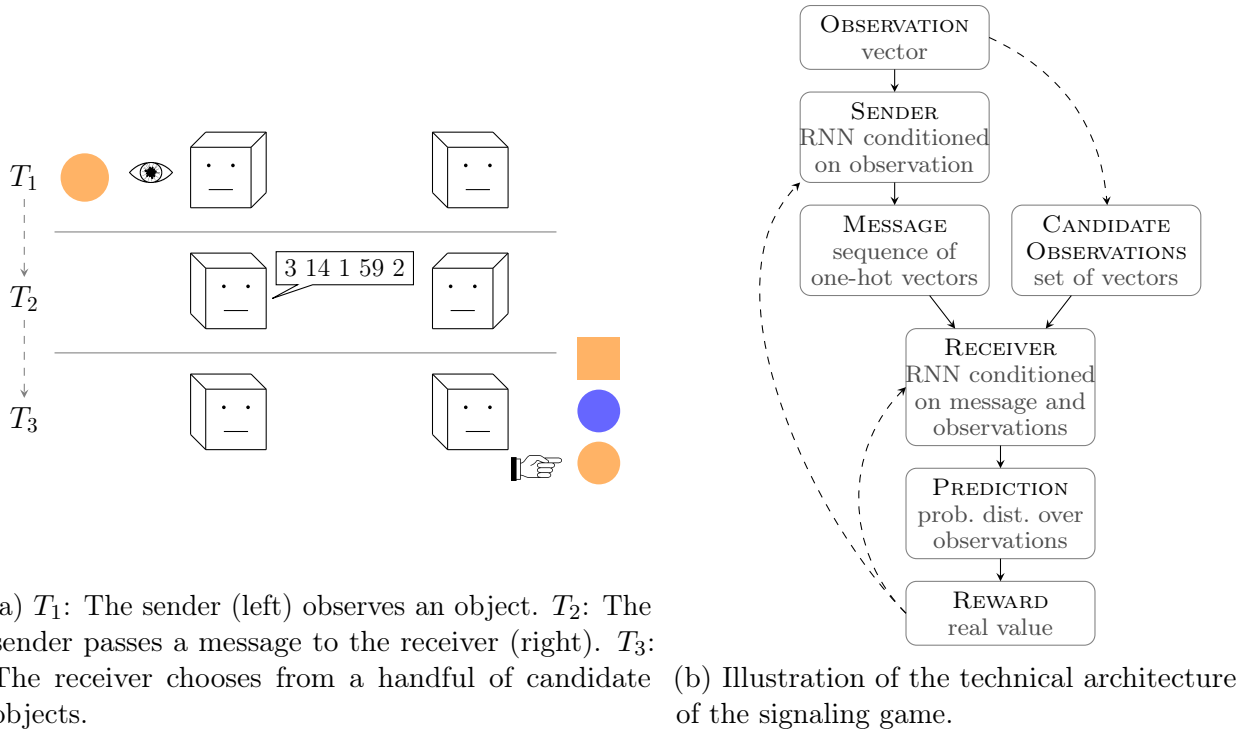 T₁
3 14 1 59 2
T₂
T₃
a) T₁: The sender (left) observes an object. T₂: The
sender passes a message to the receiver (right). T₃:
The receiver chooses from a handful of candidate
objects.
OBSERVATION
vector
SENDER
RNN conditioned
on observation
MESSAGE
sequence of
one-hot vectors
CANDIDATE
OBSERVATIONS
set of vectors
RECEIVER
RNN conditioned
on message and
observations
PREDICTION
prob. dist. over
observations
REWARD
real value
(b) Illustration of the technical architecture
of the signaling game.